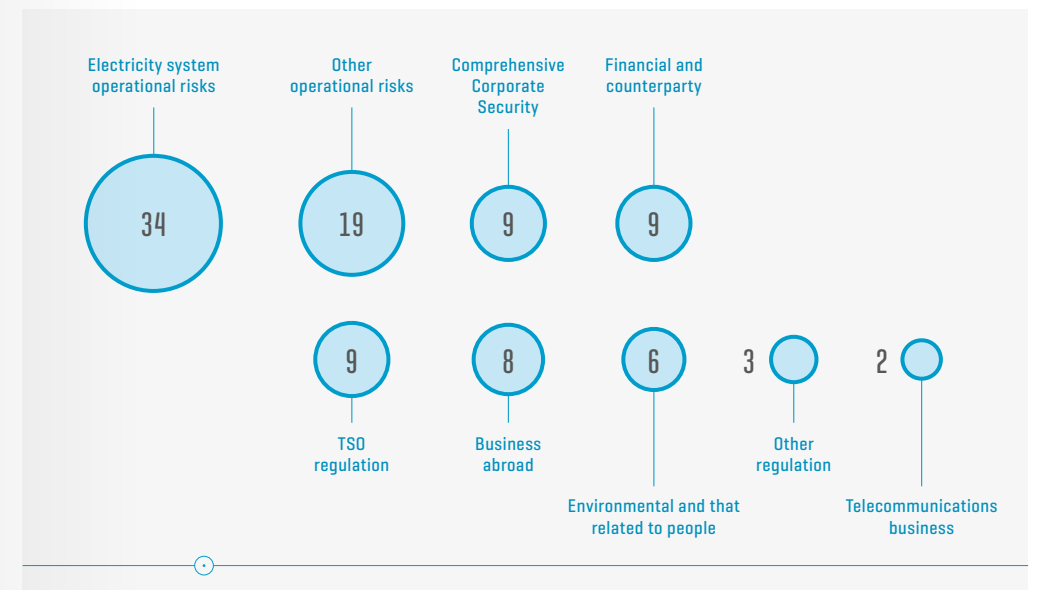 Electricity system
operational risks
Other
operational risks
Comprehensive
Corporate
Security
Financial and
counterparty
34
19
9
9
9
8
6
3
2
TSO
regulation
Business
abroad
Environmental and that
related to people
Other
regulation
Telecommunications
business